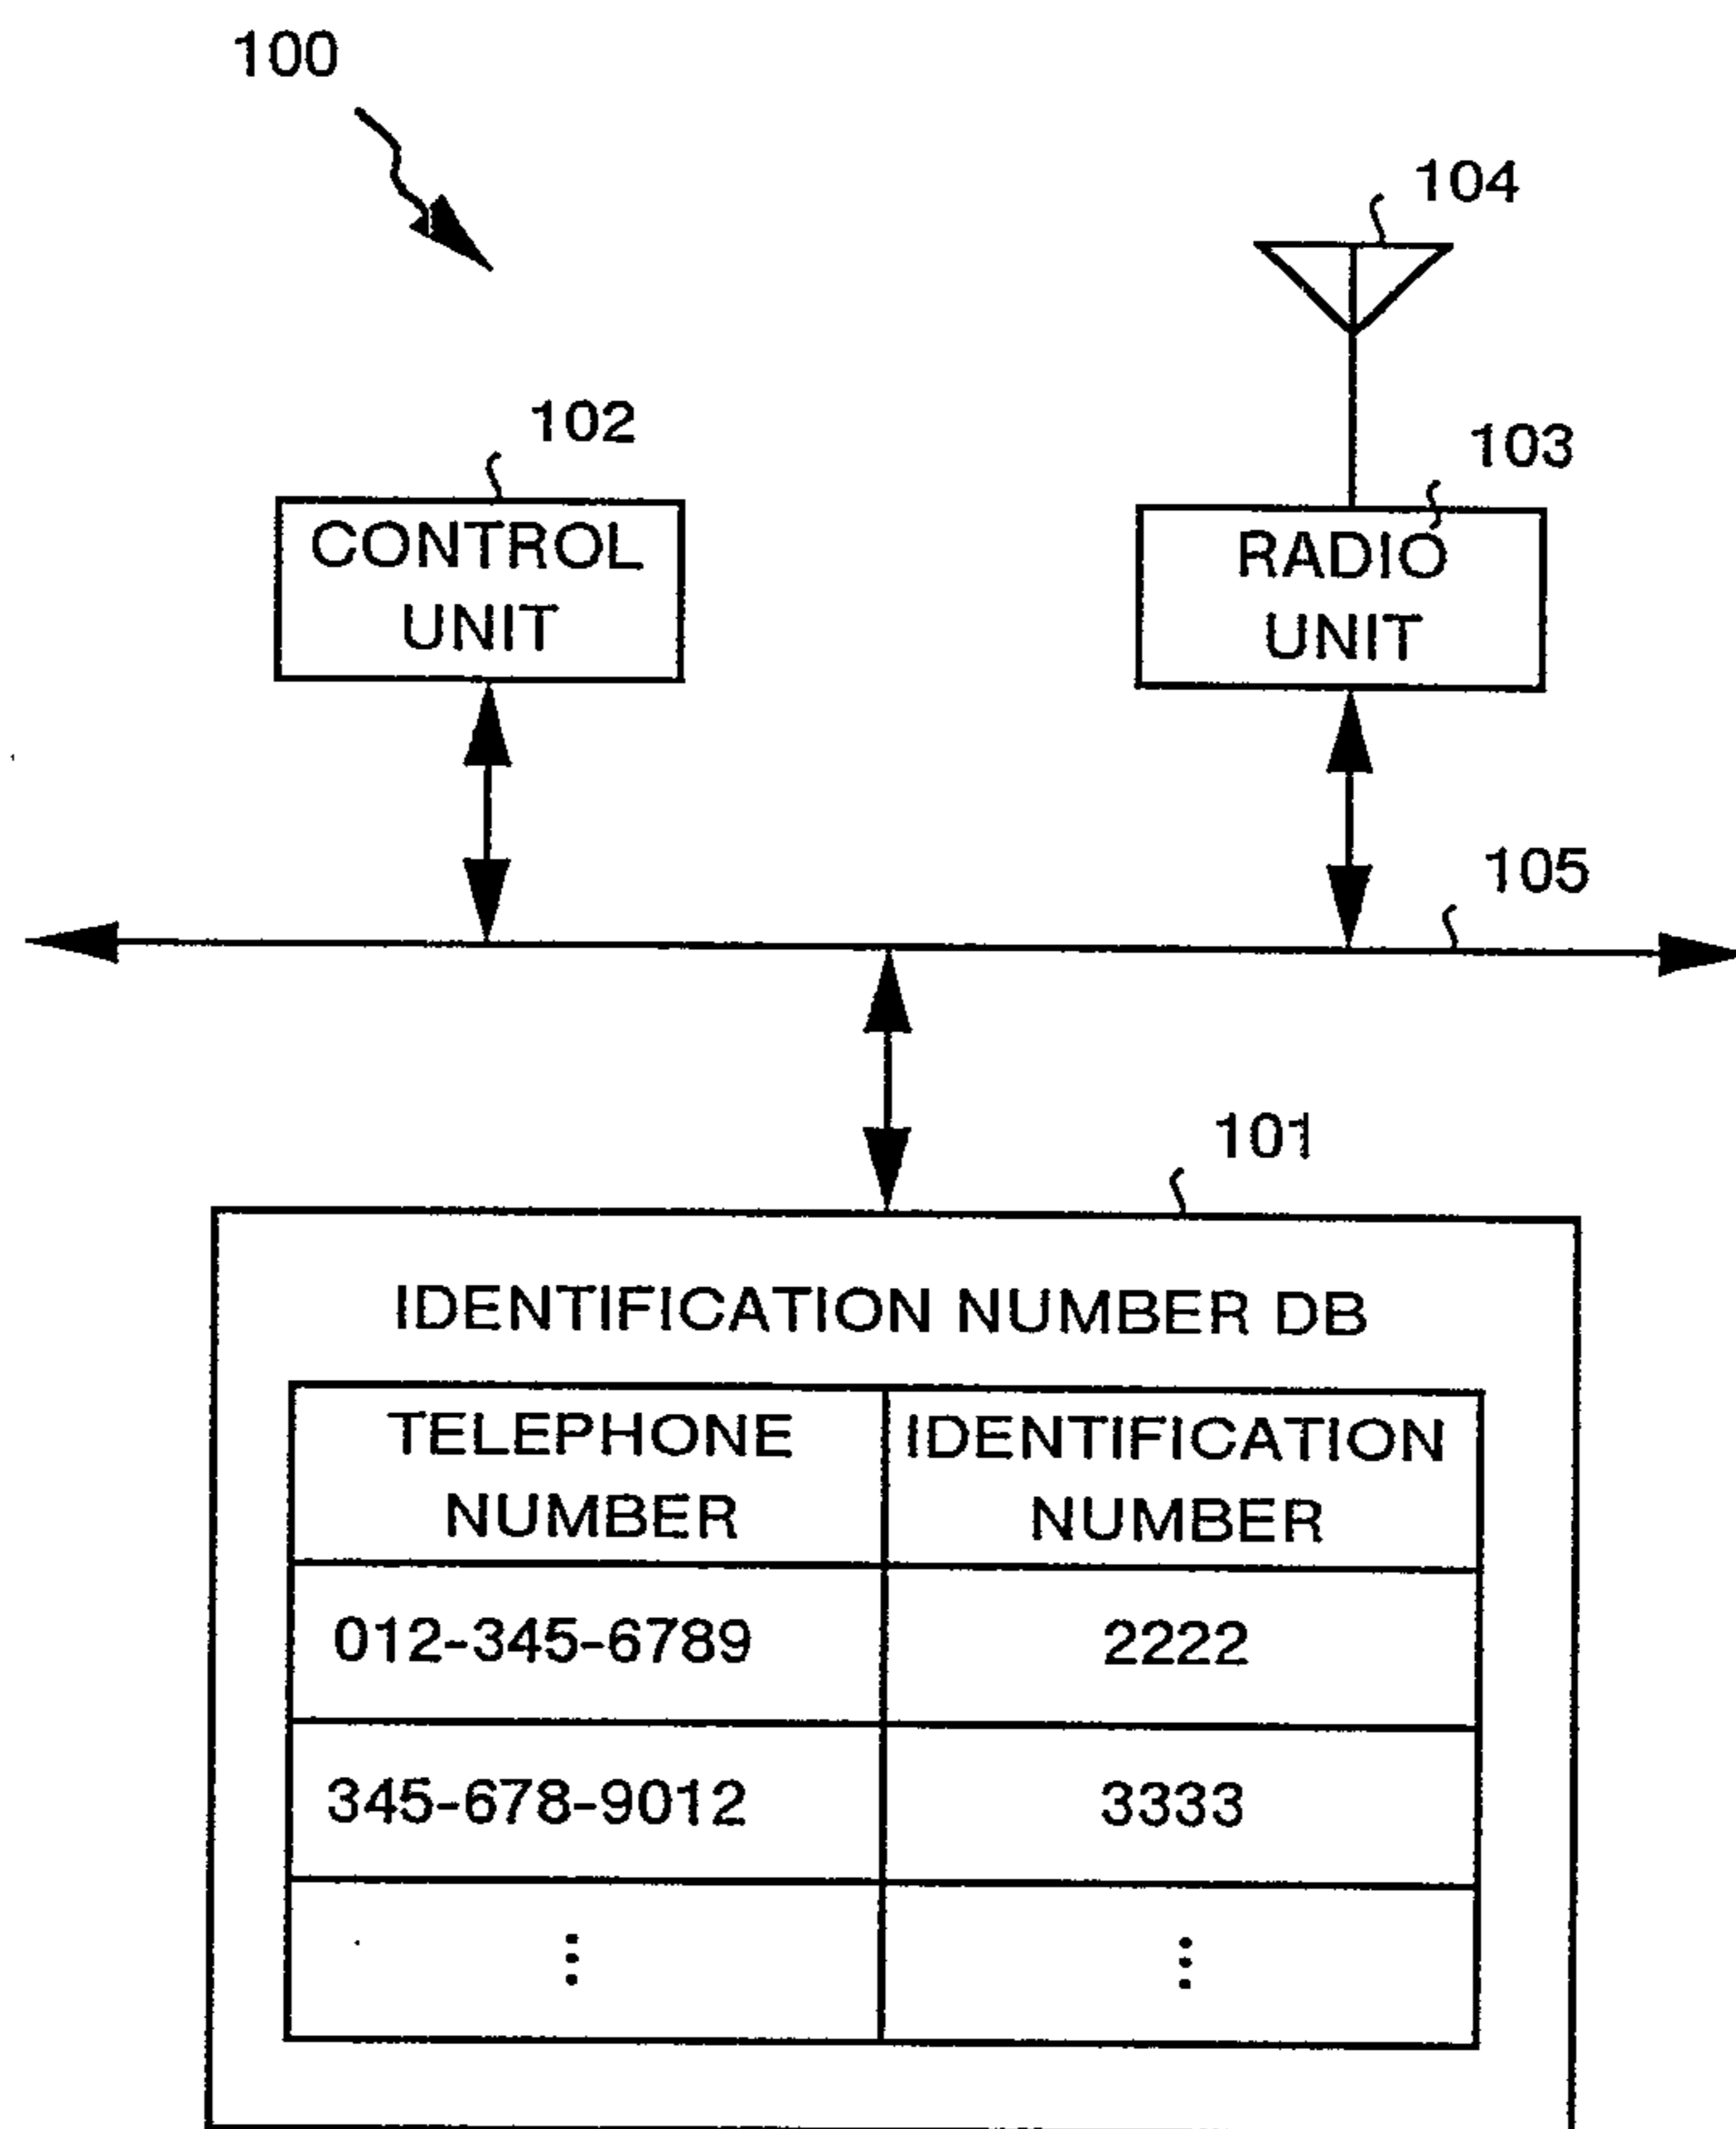 100
104
102
103
CONTROL
UNIT
RADIO
UNIT
105
101
IDENTIFICATION NUMBER DB
TELEPHONE
NUMBER
IDENTIFICATION
NUMBER
012-345-6789
2222
345-678-9012
3333
⋮
⋮